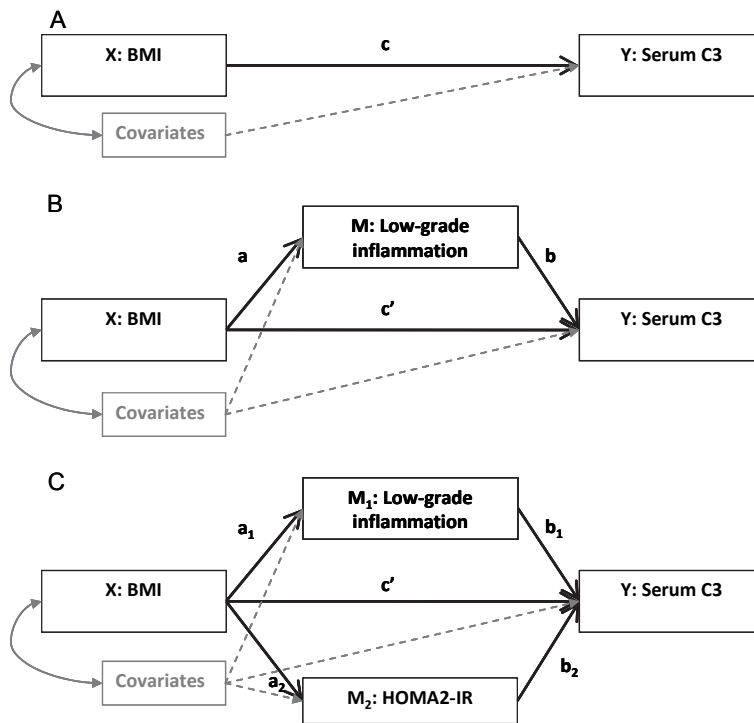 A
X: BMI
c
Y: Serum C3
Covariates
B
M: Low-grade
inflammation
a
b
X: BMI
c’
Y: Serum C3
Covariates
C
M₁: Low-grade
inflammation
a₁
b₁
X: BMI
c’
Y: Serum C3
Covariates
a₂
M₂: HOMA2-IR
b₂